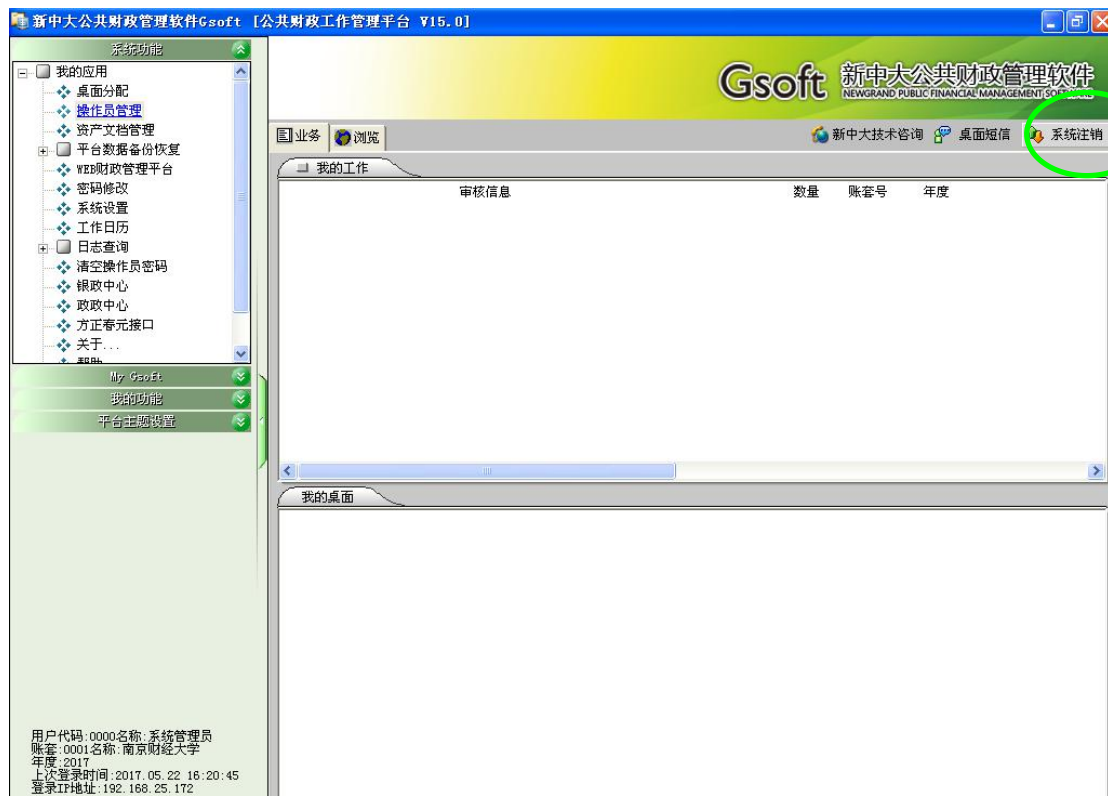 新中大公共财政管理软件Gsoft [公共财政工作管理平台 V15.0]
系统功能
我的应用
桌面分配
操作员管理
资产文档管理
平台数据备份恢复
WEB财政管理平台
密码修改
系统设置
工作日历
日志查询
清空操作员密码
银政中心
政政中心
方正春元接口
关于...
帮助
My Gsoft
我的功能
平台主题设置
用户代码:0000名称:系统管理员
账套:0001名称:南京财经大学
年度:2017
上次登录时间:2017.05.22 16:20:45
登录IP地址:192.168.25.172
Gsoft 新中大公共财政管理软件
NEWGRAND PUBLIC FINANCIAL MANAGEMENT SOFTWARE
业务 浏览 新中大技术咨询 桌面短信 系统注销
我的工作
审核信息 数量 账套号 年度
我的桌面